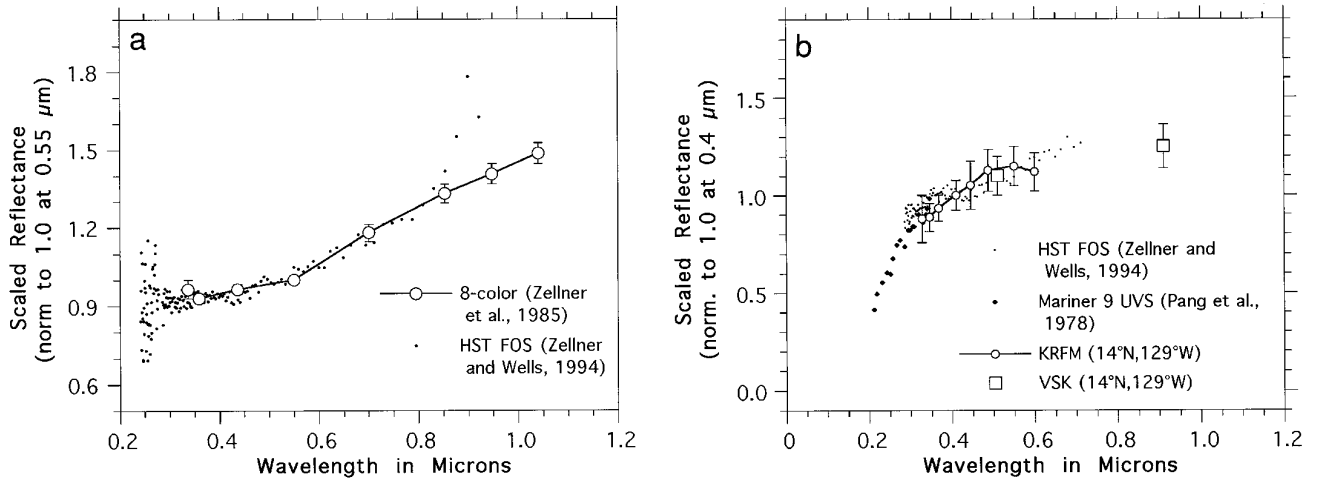 a
Scaled Reflectance
(norm to 1.0 at 0.55 μm)
1.8
1.5
1.2
0.9
0.6
8-color (Zellner
et al., 1985)
HST FOS (Zellner
and Wells, 1994)
0.2 0.4 0.6 0.8 1.0 1.2
Wavelength in Microns
b
Scaled Reflectance
(norm. to 1.0 at 0.4 μm)
1.5
1.0
0.5
0.0
HST FOS (Zellner and
Wells, 1994)
Mariner 9 UVS (Pang et al.,
1978)
KRFM (14°N,129°W)
VSK (14°N,129°W)
0 0.2 0.4 0.6 0.8 1.0 1.2
Wavelength in Microns